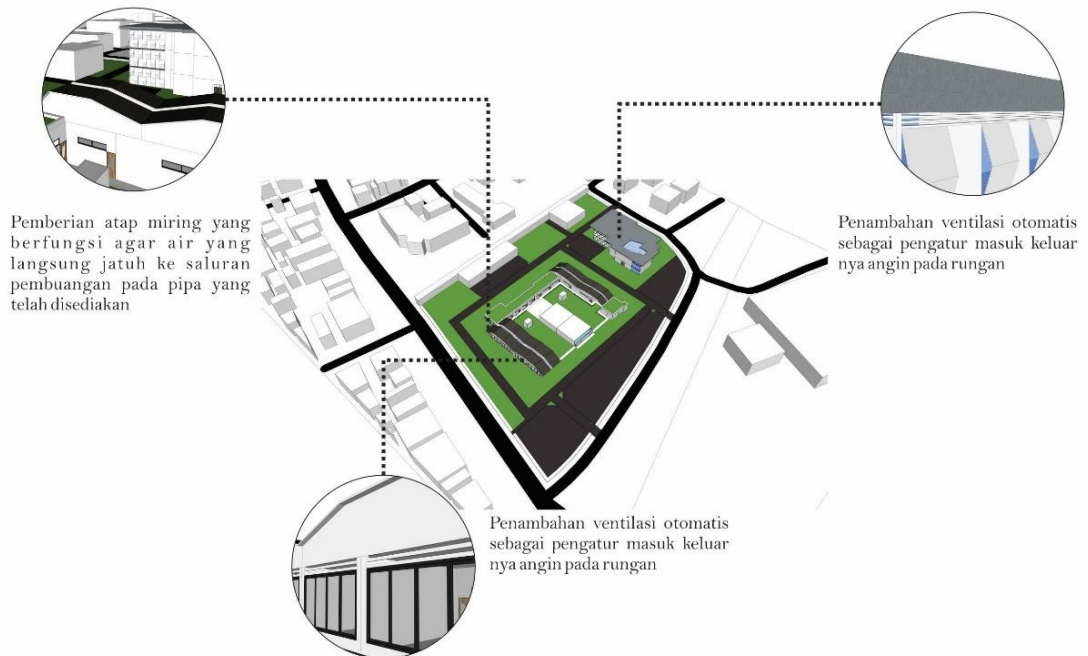 Pemberian atap miring yang
berfungsi agar air yang
langsung jatuh ke saluran
pembuangan pada pipa yang
telah disediakan
Penambahan ventilasi otomatis
sebagai pengatur masuk keluar
nya angin pada rungan
Penambahan ventilasi otomatis
sebagai pengatur masuk keluar
nya angin pada rungan